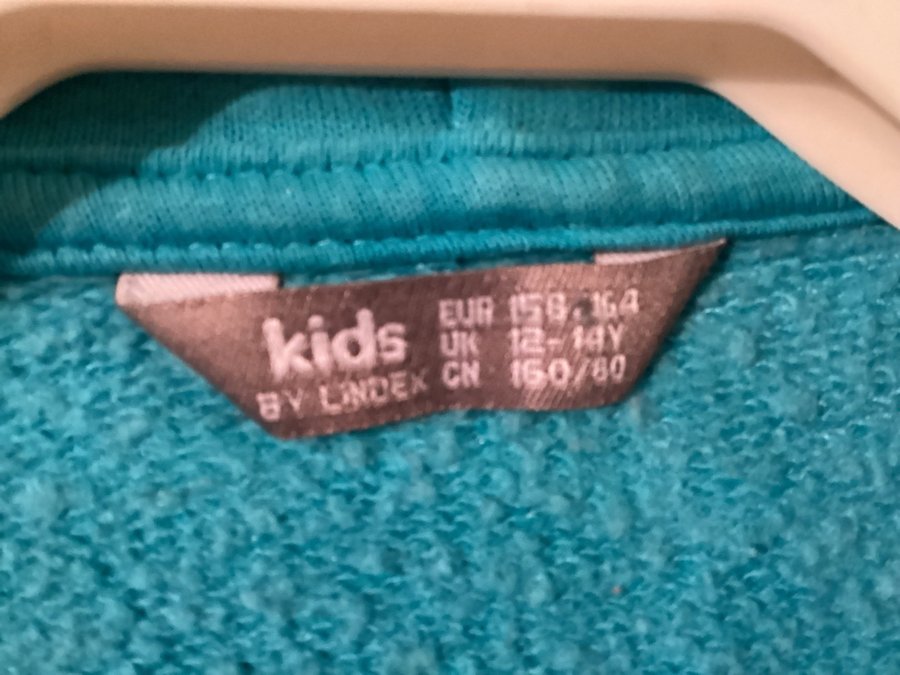 kids
BY LINDEX
EUR 158-164
UK 12-14Y
CN 160/80